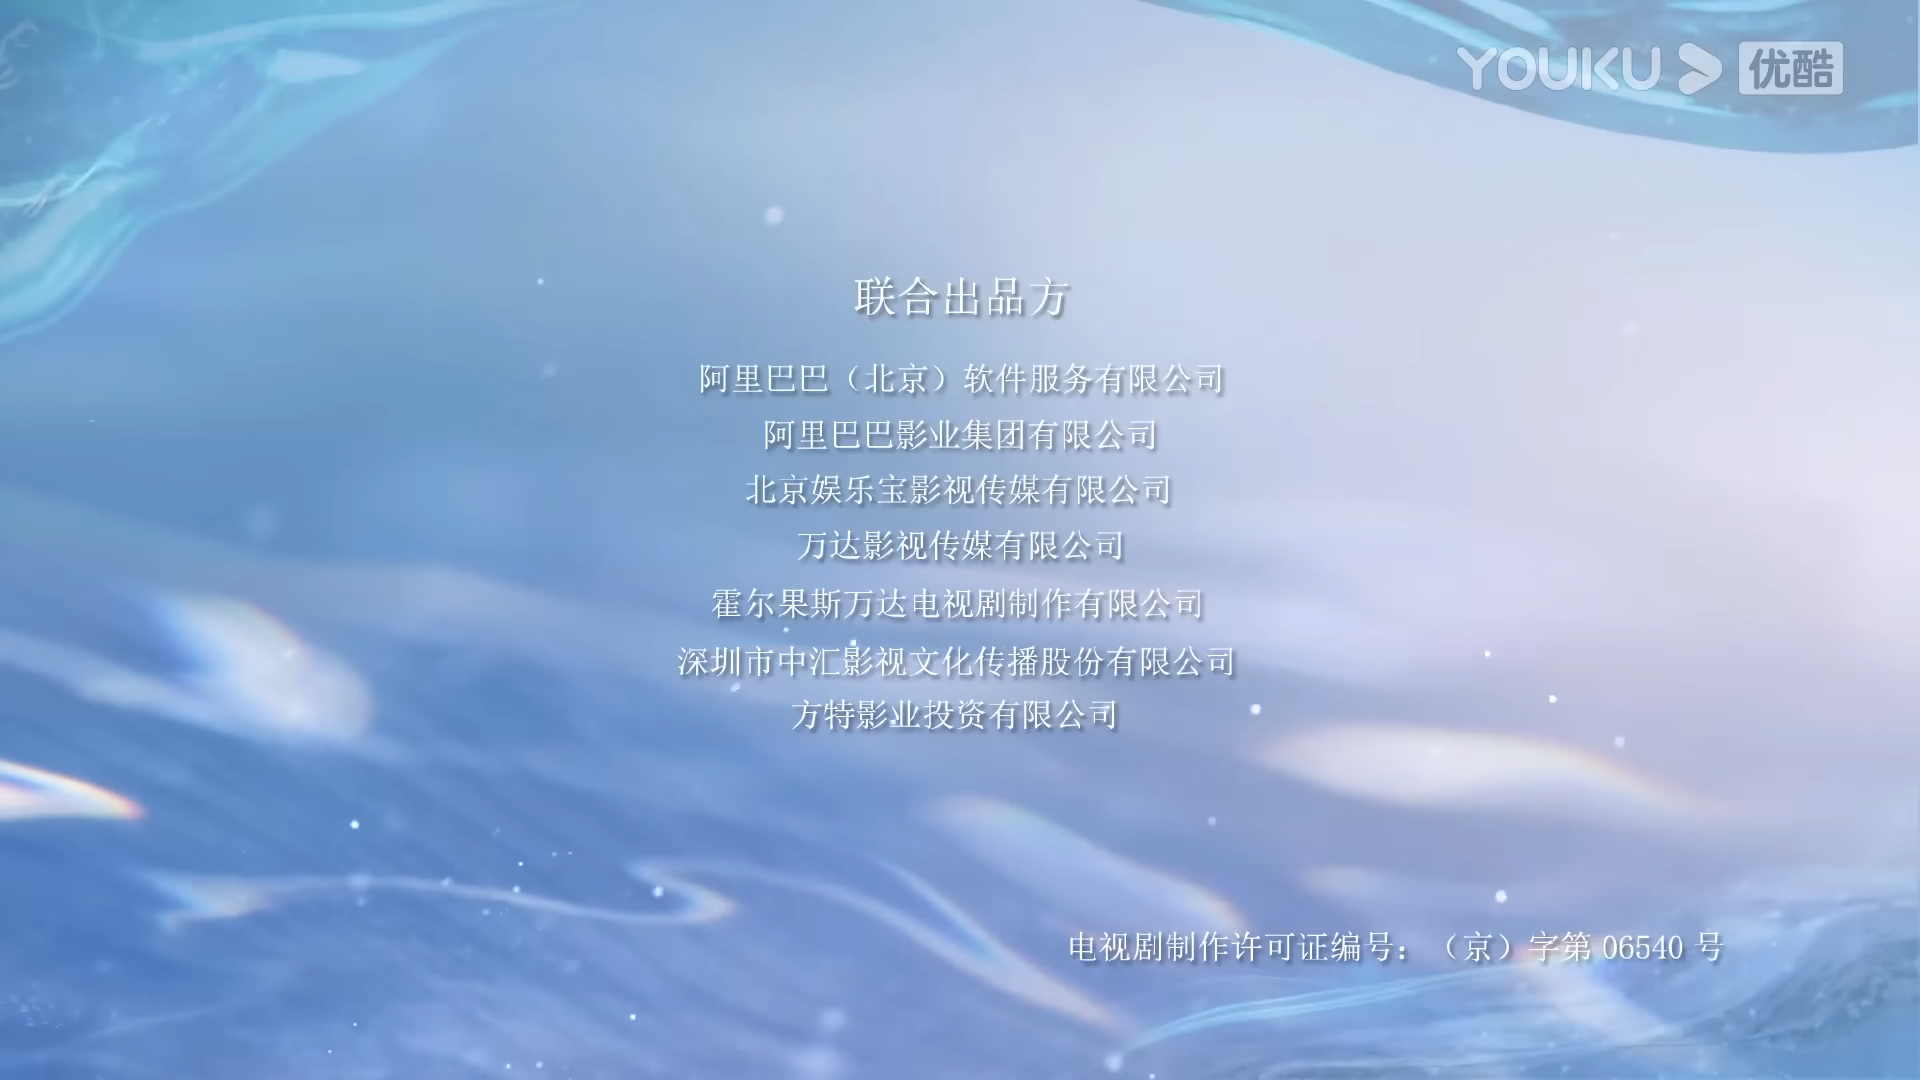 YOUKU 优酷
联合出品方
阿里巴巴（北京）软件服务有限公司
阿里巴巴影业集团有限公司
北京娱乐宝影视传媒有限公司
万达影视传媒有限公司
霍尔果斯万达电视剧制作有限公司
深圳市中汇影视文化传播股份有限公司
方特影业投资有限公司
电视剧制作许可证编号：（京）字第 06540 号